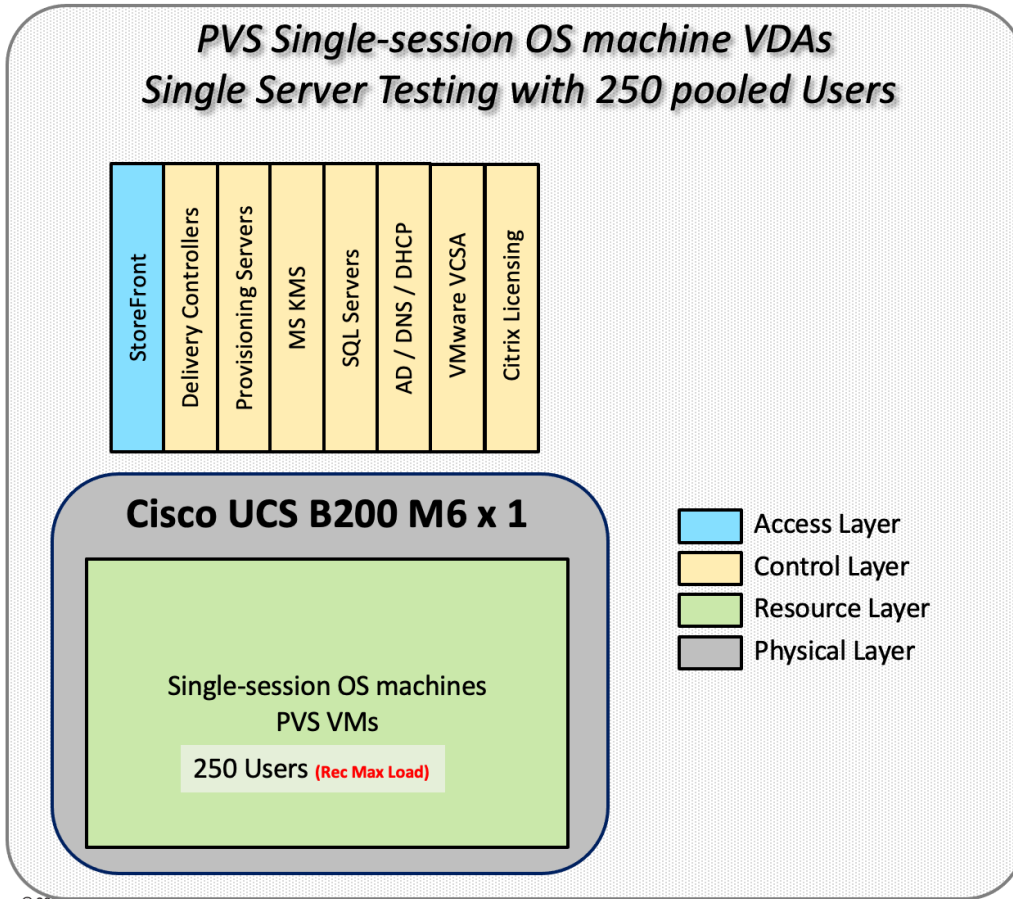 PVS Single-session OS machine VDAs
Single Server Testing with 250 pooled Users
StoreFront
Delivery Controllers
Provisioning Servers
MS KMS
SQL Servers
AD / DNS / DHCP
VMware VCSA
Citrix Licensing
Cisco UCS B200 M6 x 1
Single-session OS machines
PVS VMs
250 Users (Rec Max Load)
Access Layer
Control Layer
Resource Layer
Physical Layer